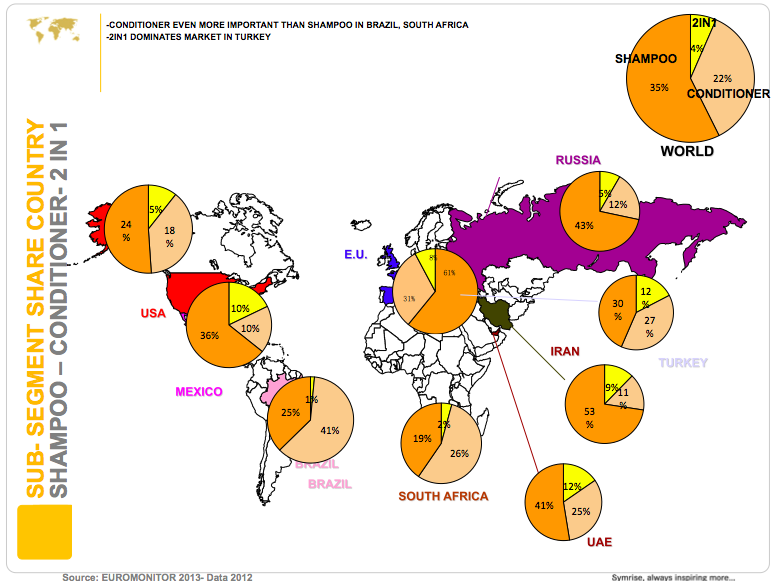 -CONDITIONER EVEN MORE IMPORTANT THAN SHAMPOO IN BRAZIL, SOUTH AFRICA
-2IN1 DOMINATES MARKET IN TURKEY
SUB- SEGMENT SHARE COUNTRY
SHAMPOO – CONDITIONER- 2 IN 1
2IN1
4%
SHAMPOO
35%
22%
CONDITIONER
WORLD
RUSSIA
5%
12%
43%
24
%
5%
18
%
USA
E.U.
8%
61%
31%
12
%
30
%
27
%
TURKEY
10%
36%
10%
MEXICO
IRAN
9%
11
%
53
%
1%
25%
41%
BRAZIL
BRAZIL
2%
19%
26%
SOUTH AFRICA
12%
41%
25%
UAE
Source: EUROMONITOR 2013- Data 2012
Symrise, always inspiring more...